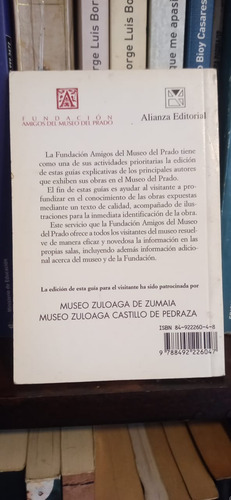 Jorge Luis Bor
Jorge Luis Bor
me apasi
o Bioy Casares
FUNDACIÓN
AMIGOS DEL MUSEO DEL PRADO
Alianza Editorial
La Fundación Amigos del Museo del Prado tiene
como una de sus actividades prioritarias la edición
de estas guías explicativas de los principales autores
que exhiben sus obras en el Museo del Prado.
El fin de estas guías es ayudar al visitante a pro-
fundizar en el conocimiento de las obras expuestas
mediante un texto de calidad, acompañado de ilus-
traciones para la inmediata identificación de la obra.
Este servicio que la Fundación Amigos del Museo
del Prado ofrece a todos los visitantes del museo resuel-
ve de manera eficaz y novedosa la información en las
propias salas, incluyendo además información adicio-
nal acerca del museo y de la Fundación.
La edición de esta guía para el visitante ha sido patrocinada por
MUSEO ZULOAGA DE ZUMAIA
MUSEO ZULOAGA CASTILLO DE PEDRAZA
ISBN 84-922260-4-8
9 788492 226047